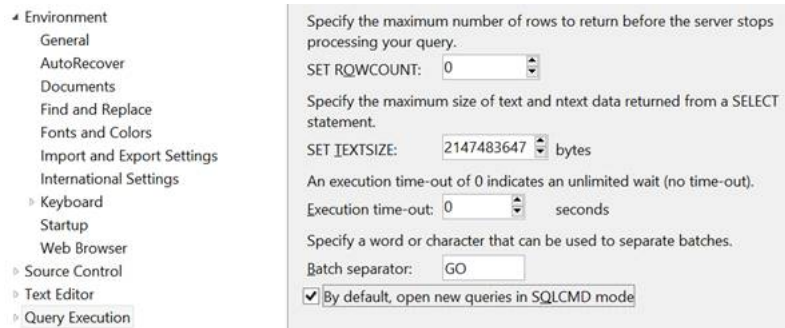 Environment
General
AutoRecover
Documents
Find and Replace
Fonts and Colors
Import and Export Settings
International Settings
Keyboard
Startup
Web Browser
Source Control
Text Editor
Query Execution
Specify the maximum number of rows to return before the server stops
processing your query.
SET ROWCOUNT: 0
Specify the maximum size of text and ntext data returned from a SELECT
statement.
SET TEXTSIZE: 2147483647 bytes
An execution time-out of 0 indicates an unlimited wait (no time-out).
Execution time-out: 0 seconds
Specify a word or character that can be used to separate batches.
Batch separator: GO
By default, open new queries in SQLCMD mode